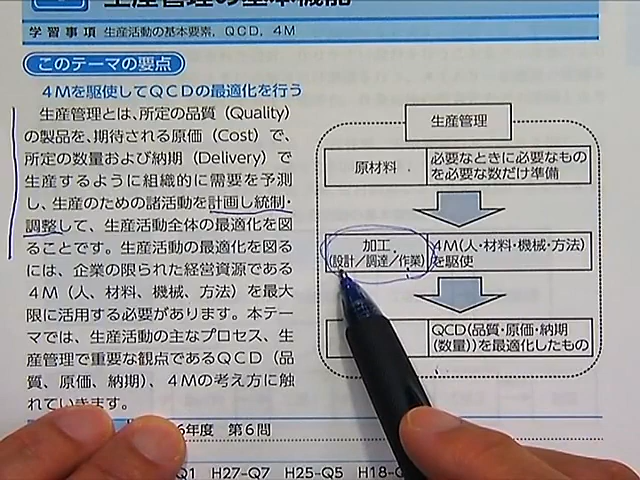 生産管理の基本機能
学習事項 生産活動の基本要素, QCD, 4M
このテーマの要点
4Mを駆使してQCDの最適化を行う
生産管理とは、所定の品質（Quality）
の製品を、期待される原価（Cost）で、
所定の数量および納期（Delivery）で
生産するように組織的に需要を予測
し、生産のための諸活動を計画し統制・
調整して、生産活動全体の最適化を図
ることです。生産活動の最適化を図る
には、企業の限られた経営資源である
4M（人、材料、機械、方法）を最大
限に活用する必要があります。本テー
マでは、生産活動の主なプロセス、生
産管理で重要な観点であるQCD（品
質、原価、納期）、4Mの考え方に触
れていきます。
生産管理
原材料
必要なときに必要なもの
を必要な数だけ準備
加工
(設計／調達／作業)
4M(人・材料・機械・方法)
を駆使
QCD(品質・原価・納期
(数量))を最適化したもの
6年度 第6問
Q1 H27-Q7 H25-Q5 H18-Q